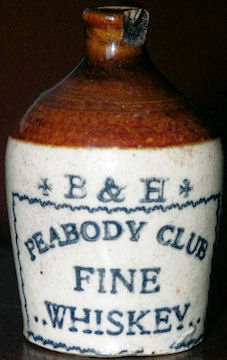 + B & H +
PEABODY CLUB
FINE
..WHISKEY..